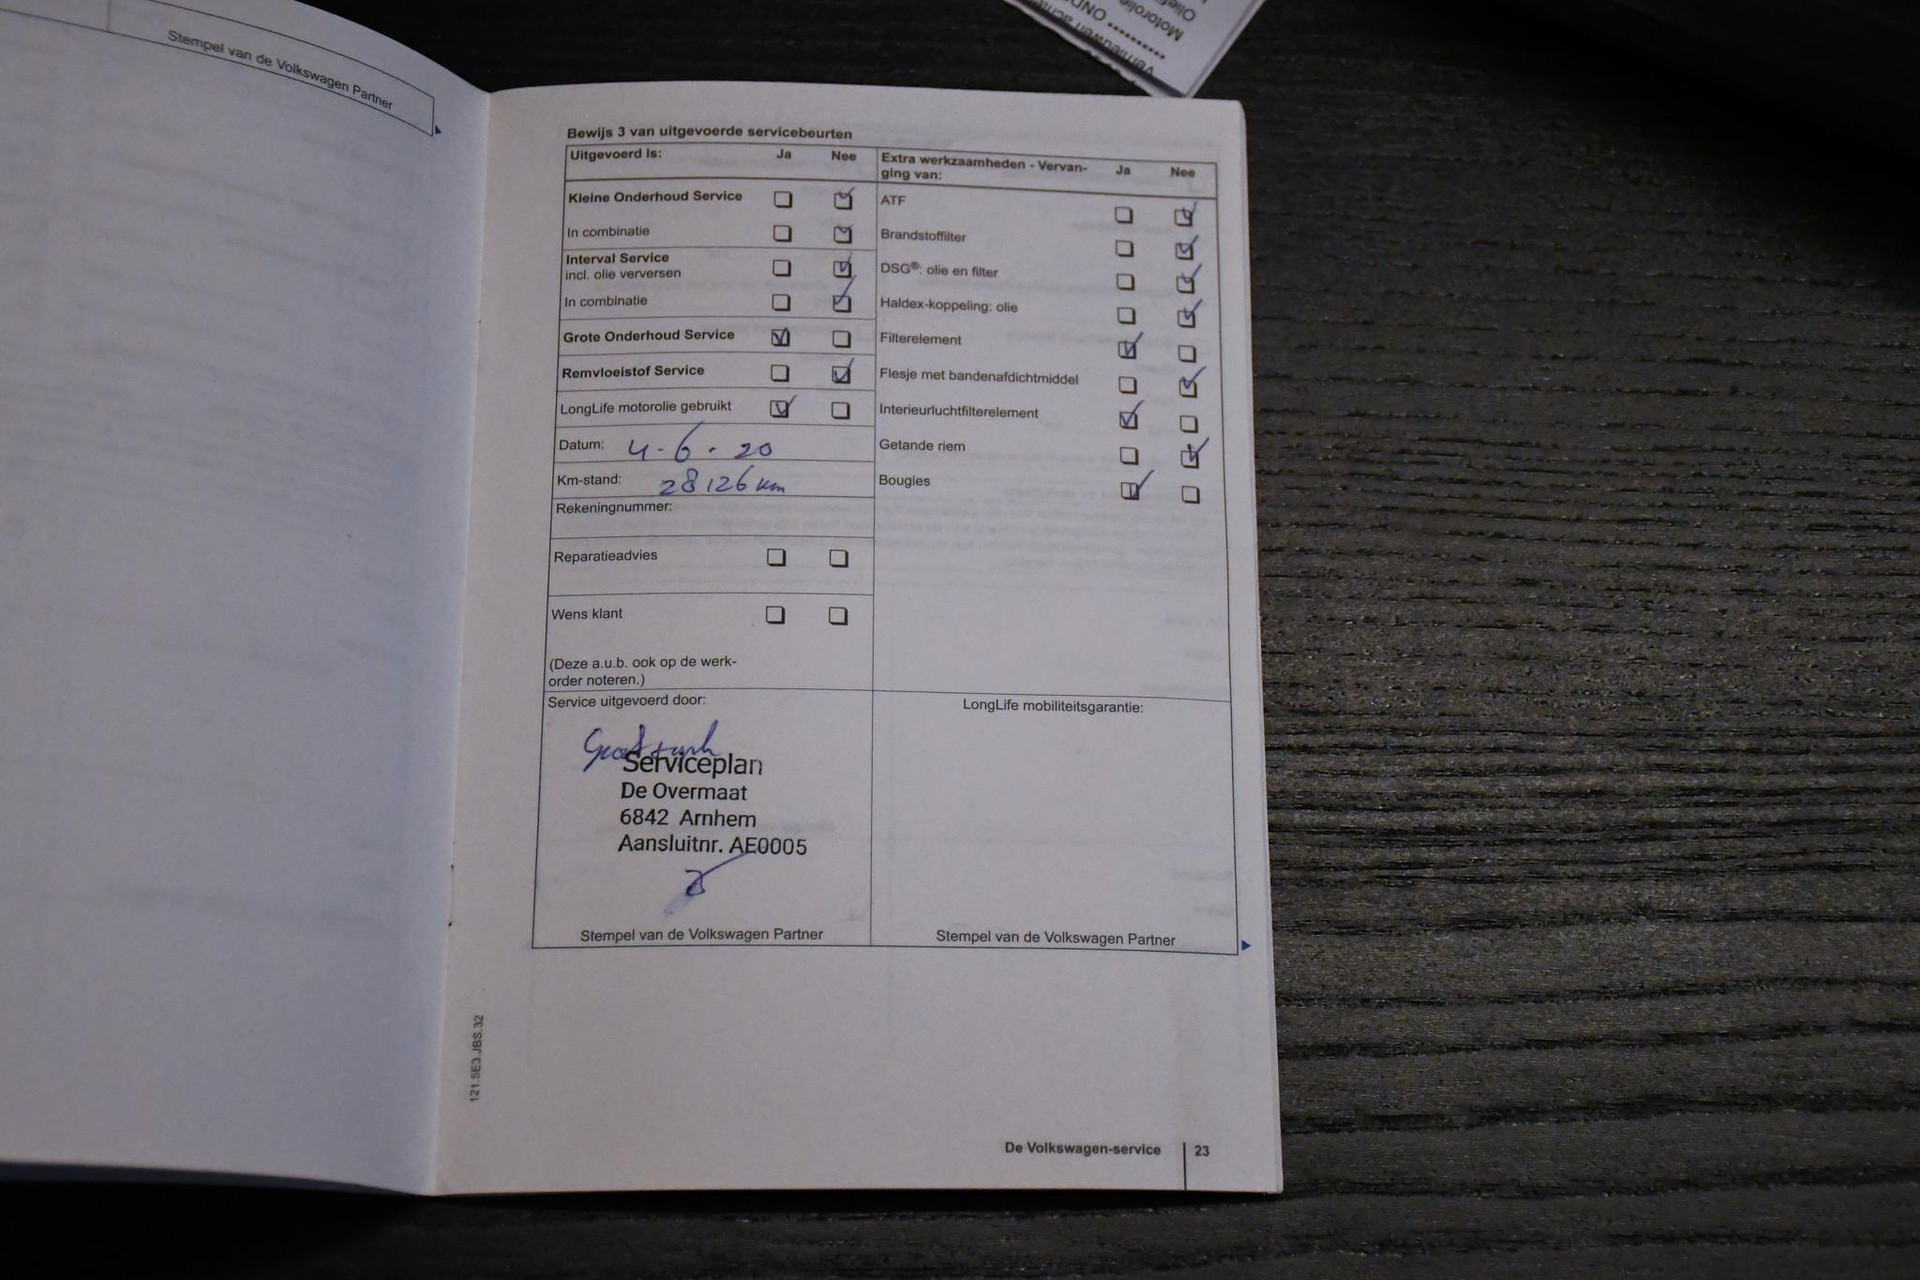 Stempel van de Volkswagen Partner
Motorolie
Bewijs 3 van uitgevoerde servicebeurten
Uitgevoerd is: Ja Nee
Kleine Onderhoud Service
In combinatie
Interval Service
incl. olie verversen
In combinatie
Grote Onderhoud Service
Remvloeistof Service
LongLife motorolie gebruikt
Datum: 4-6-20
Km-stand: 28126 km
Rekeningnummer:
Reparatieadvies
Wens klant
(Deze a.u.b. ook op de werk-
order noteren.)
Extra werkzaamheden - Vervan-
ging van: Ja Nee
ATF
Brandstoffilter
DSG®: olie en filter
Haldex-koppeling: olie
Filterelement
Flesje met bandenafdichtmiddel
Interieurluchtfilterelement
Getande riem
Bougies
Service uitgevoerd door:
Serviceplan
De Overmaat
6842 Arnhem
Aansluitnr. AE0005
Stempel van de Volkswagen Partner
LongLife mobiliteitsgarantie:
Stempel van de Volkswagen Partner
121.5E3.JBS.32
De Volkswagen-service 23